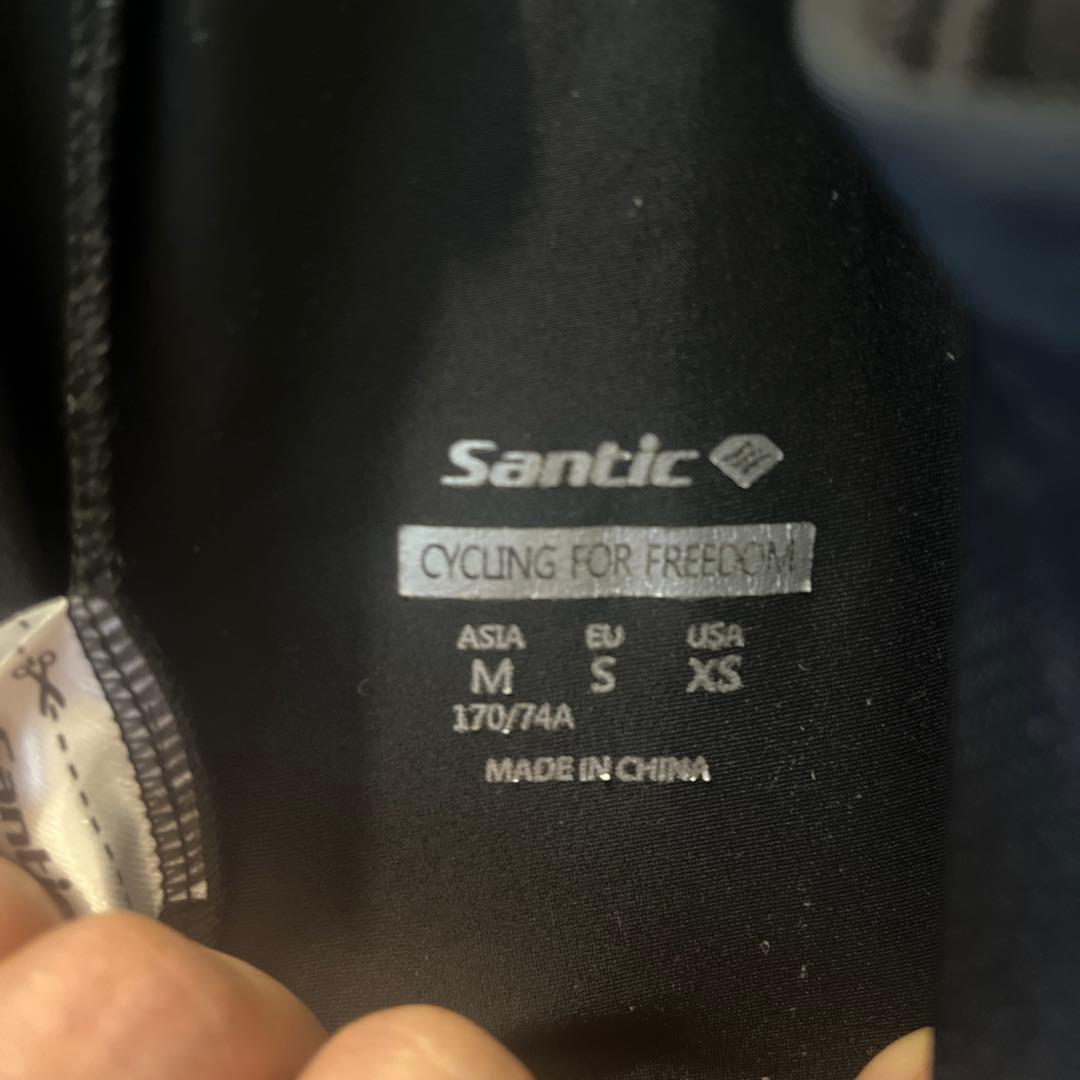 Santic
CYCLING FOR FREEDOM
ASIA EU USA
M S XS
170/74A
MADE IN CHINA